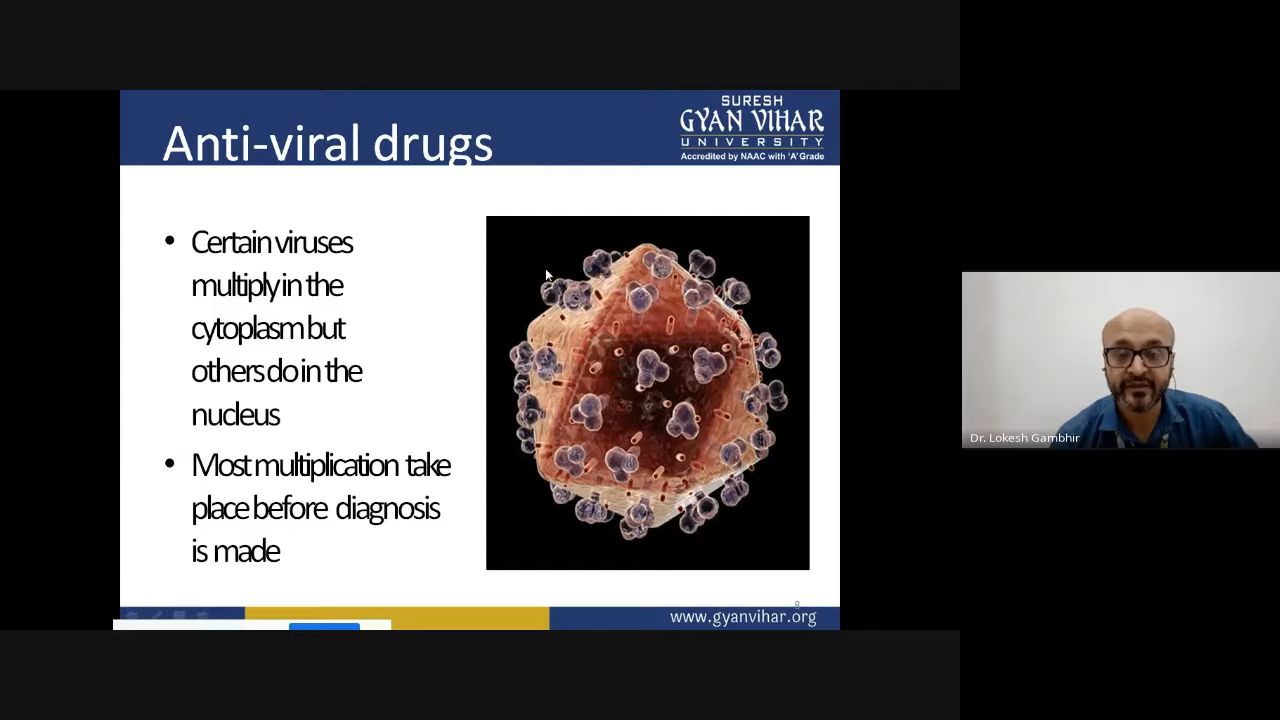 Anti-viral drugs
SURESH
GYAN VIHAR
UNIVERSITY
Accredited by NAAC with 'A' Grade
• Certain viruses
multiply in the
cytoplasm but
others do in the
nucleus
• Most multiplication take
place before diagnosis
is made
8
www.gyanvihar.org
Dr. Lokesh Gambhir